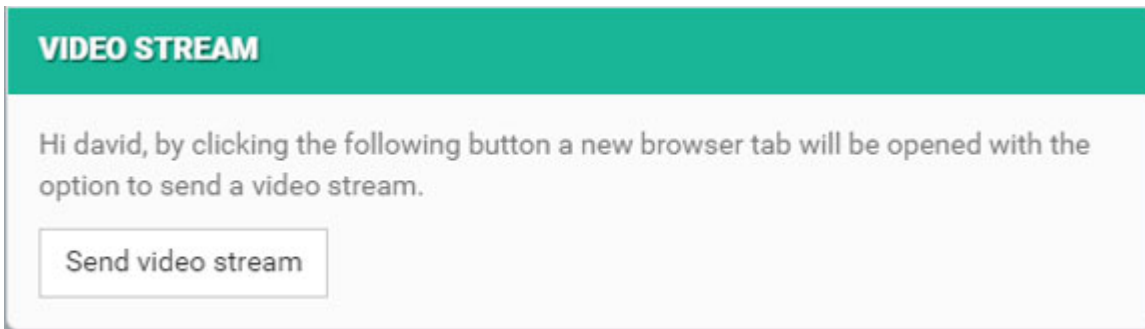 VIDEO STREAM
Hi david, by clicking the following button a new browser tab will be opened with the
option to send a video stream.
Send video stream